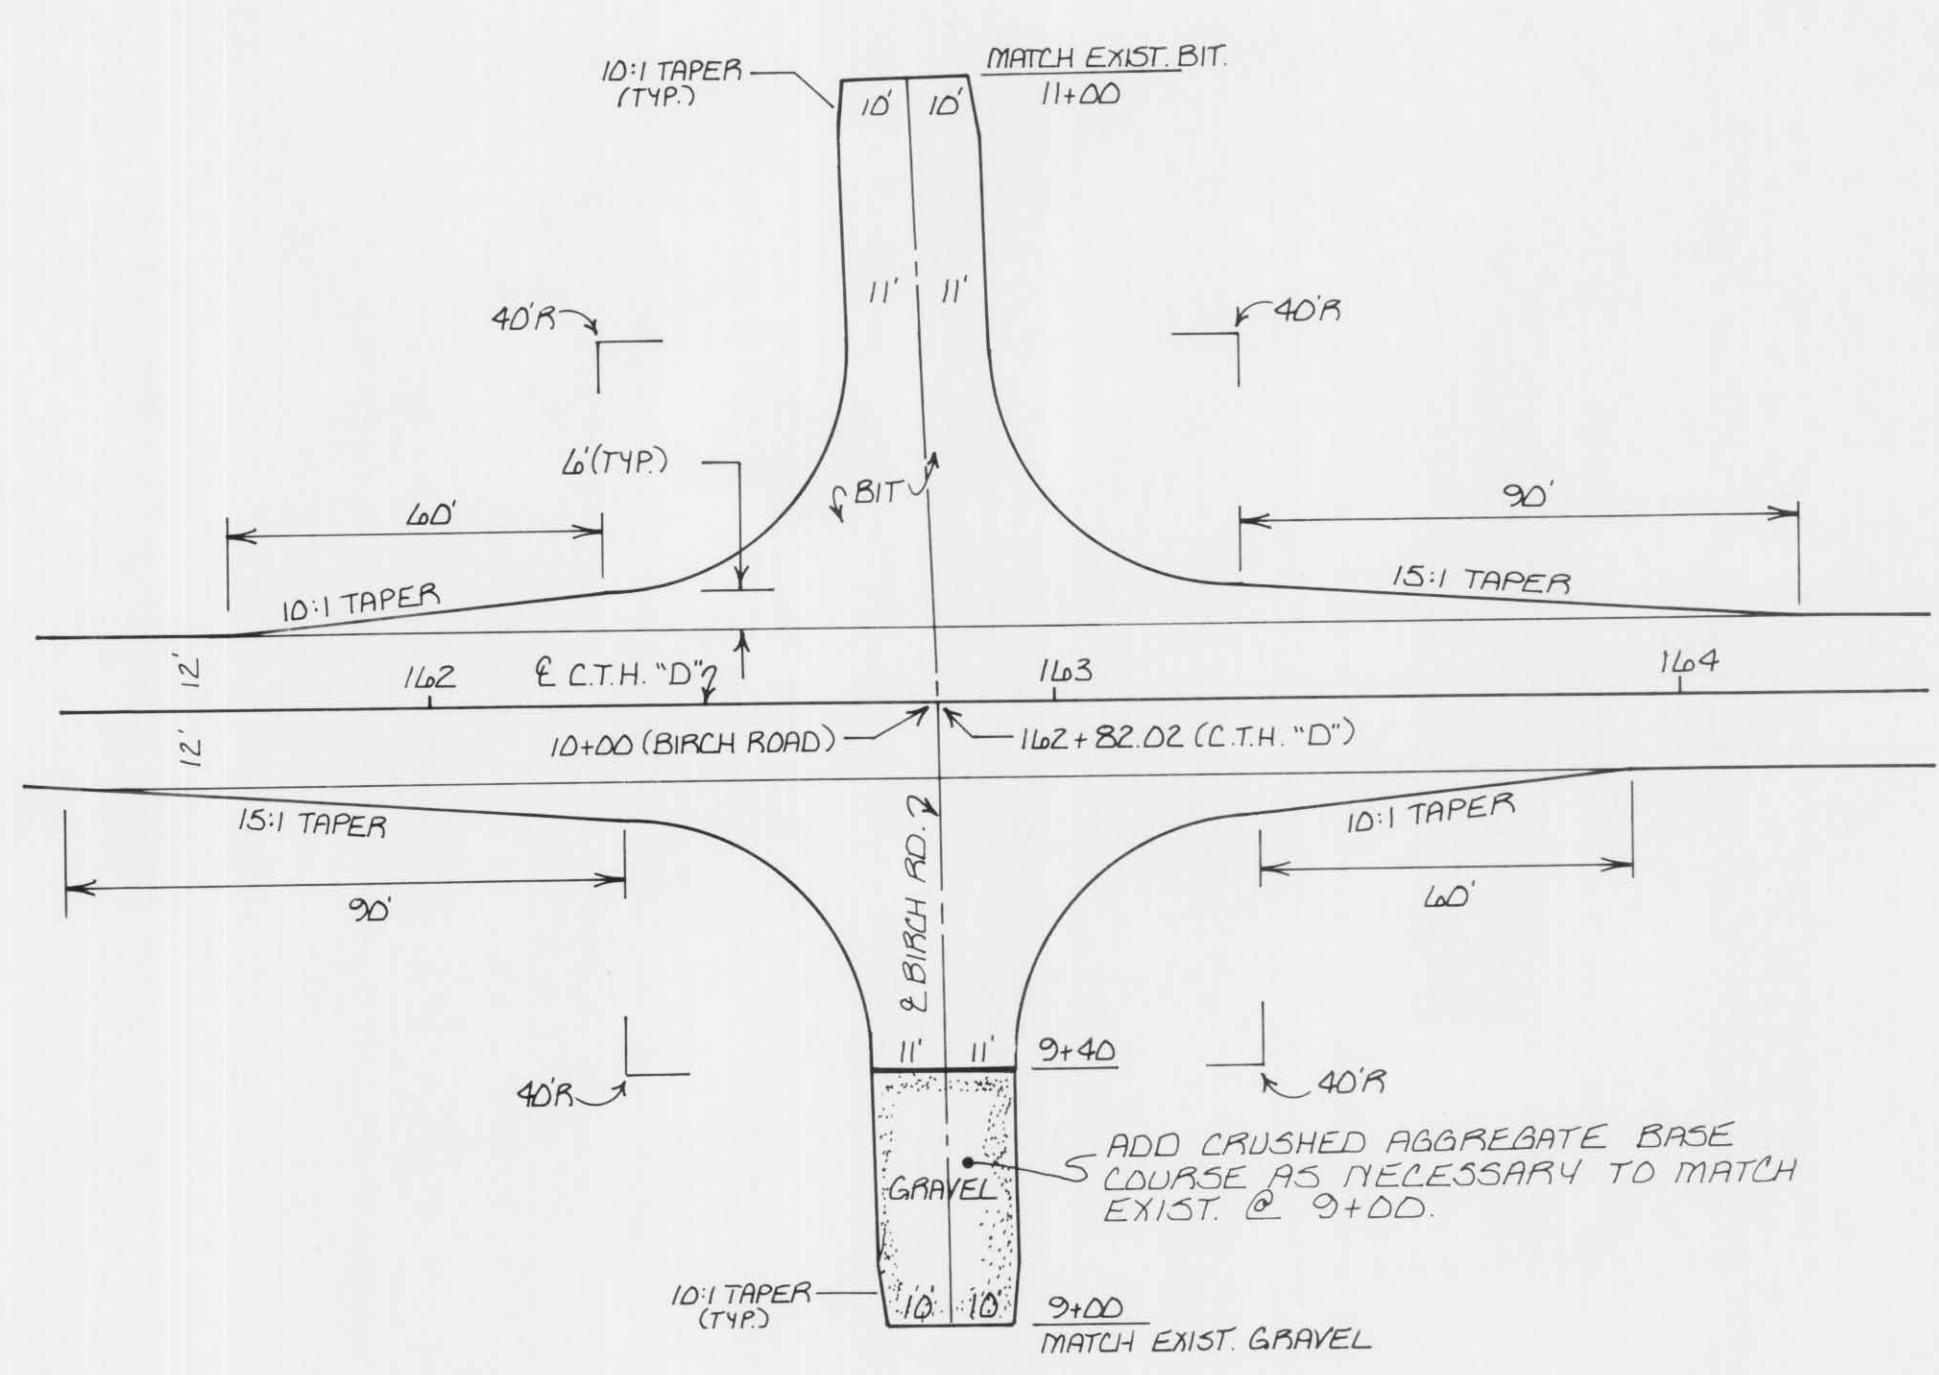 10:1 TAPER
(TYP.)
MATCH EXIST. BIT.
11+00
10' 10'
11' 11'
40'R
40'R
6'(TYP.)
BIT
60'
90'
10:1 TAPER
15:1 TAPER
12'
162
℄ C.T.H. "D"
163
164
12'
10+00 (BIRCH ROAD)
162+82.02 (C.T.H. "D")
15:1 TAPER
10:1 TAPER
90'
60'
℄ BIRCH RD.
11' 11'
9+40
40'R
40'R
ADD CRUSHED AGGREGATE BASE
COURSE AS NECESSARY TO MATCH
EXIST. @ 9+00.
GRAVEL
10:1 TAPER
(TYP.)
10' 10'
9+00
MATCH EXIST. GRAVEL